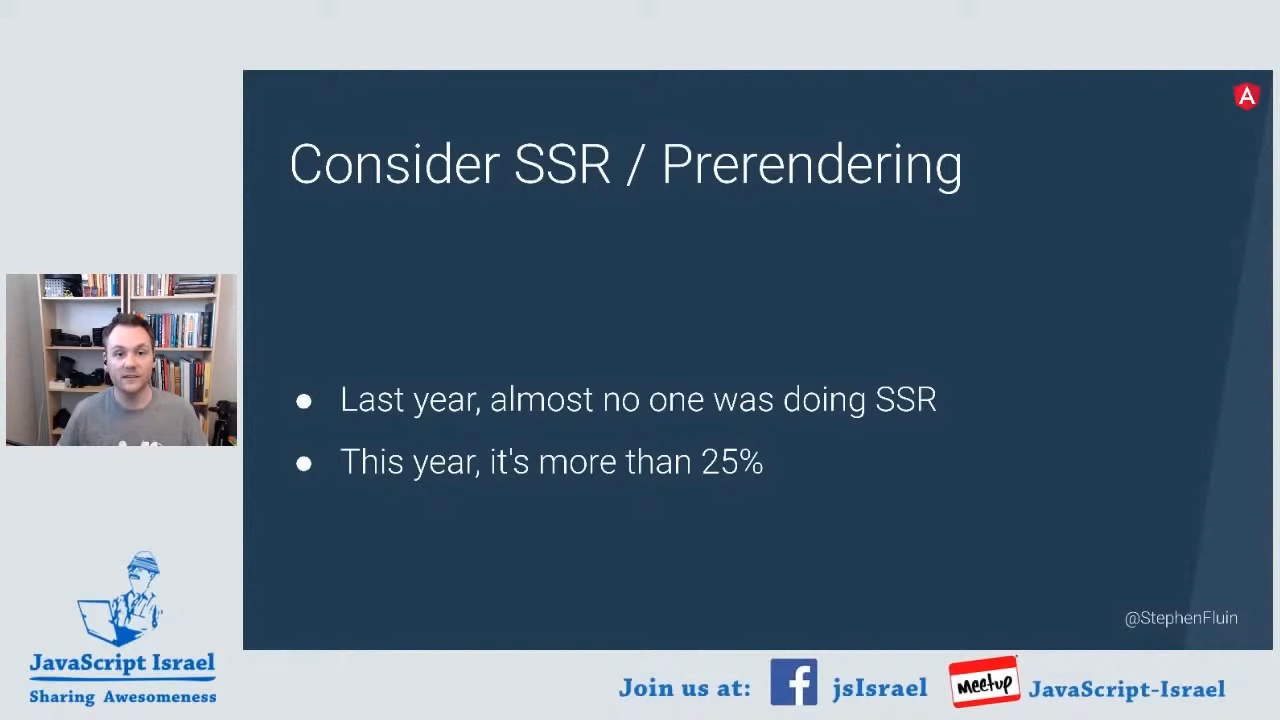 A
Consider SSR / Prerendering
● Last year, almost no one was doing SSR
● This year, it's more than 25%
@StephenFluin
JavaScript Israel
Sharing Awesomeness
Join us at: f jsIsrael meetup JavaScript-Israel